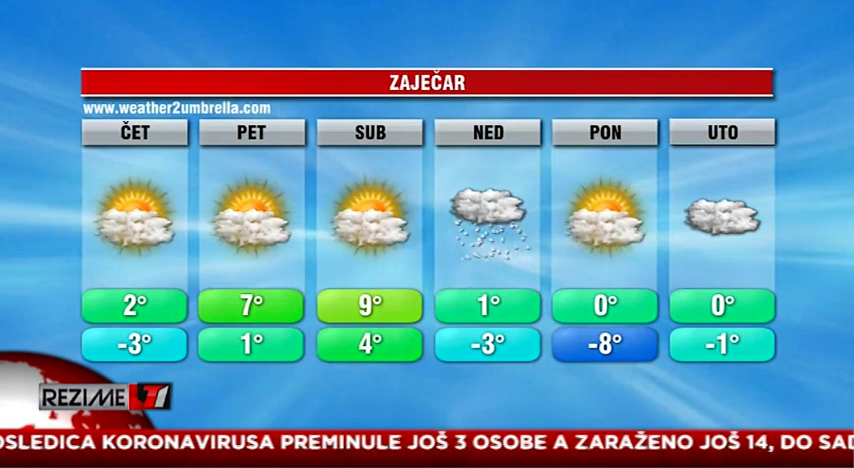 ZAJEČAR
www.weather2umbrella.com
ČET PET SUB NED PON UTO
2° 7° 9° 1° 0° 0°
-3° 1° 4° -3° -8° -1°
REZIME
OSLEDICA KORONAVIRUSA PREMINULE JOŠ 3 OSOBE A ZARAŽENO JOŠ 14, DO SAD